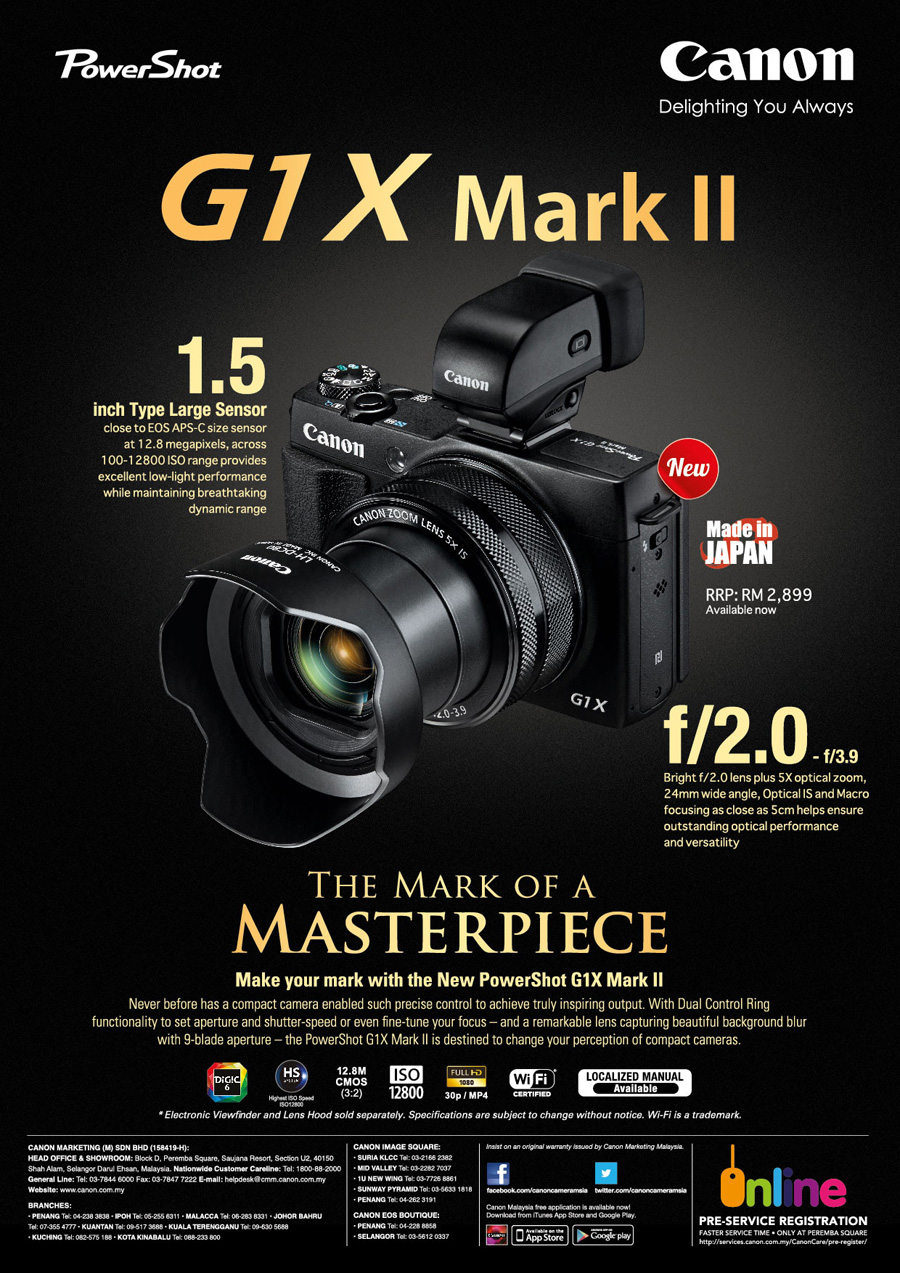 PowerShot
Canon
Delighting You Always
G1 X Mark II
1.5
inch Type Large Sensor
close to EOS APS-C size sensor
at 12.8 megapixels, across
100-12800 ISO range provides
excellent low-light performance
while maintaining breathtaking
dynamic range
Canon
Canon
PowerShot G1 X
Mark II
CANON ZOOM LENS 5X IS
Canon
LH-DC80
CANON INC.
2.0-3.9
G1 X
New
Made in
JAPAN
RRP: RM 2,899
Available now
f/2.0 - f/3.9
Bright f/2.0 lens plus 5X optical zoom,
24mm wide angle, Optical IS and Macro
focusing as close as 5cm helps ensure
outstanding optical performance
and versatility
THE MARK OF A
MASTERPIECE
Make your mark with the New PowerShot G1X Mark II
Never before has a compact camera enabled such precise control to achieve truly inspiring output. With Dual Control Ring
functionality to set aperture and shutter-speed or even fine-tune your focus – and a remarkable lens capturing beautiful background blur
with 9-blade aperture – the PowerShot G1X Mark II is destined to change your perception of compact cameras.
DIGIC
6
HS
SYSTEM
Highest ISO Speed
ISO12800
12.8M
CMOS
(3:2)
ISO
12800
FULL HD
1080
30p / MP4
Wi Fi
CERTIFIED
LOCALIZED MANUAL
Available
* Electronic Viewfinder and Lens Hood sold separately. Specifications are subject to change without notice. Wi-Fi is a trademark.
CANON MARKETING (M) SDN BHD (158419-H):
HEAD OFFICE & SHOWROOM: Block D, Peremba Square, Saujana Resort, Section U2, 40150
Shah Alam, Selangor Darul Ehsan, Malaysia. Nationwide Customer Careline: Tel: 1800-88-2000
General Line: Tel: 03-7844 6000 Fax: 03-7847 7222 E-mail: helpdesk@cmm.canon.com.my
Website: www.canon.com.my
BRANCHES:
• PENANG Tel: 04-238 3838 • IPOH Tel: 05-255 6311 • MALACCA Tel: 06-283 8331 • JOHOR BAHRU
Tel: 07-355 4777 • KUANTAN Tel: 09-517 3688 • KUALA TERENGGANU Tel: 09-630 5688
• KUCHING Tel: 082-575 188 • KOTA KINABALU Tel: 088-233 800
CANON IMAGE SQUARE:
• SURIA KLCC Tel: 03-2166 2382
• MID VALLEY Tel: 03-2282 7037
• 1U NEW WING Tel: 03-7726 8861
• SUNWAY PYRAMID Tel: 03-5633 1818
• PENANG Tel: 04-262 3191
CANON EOS BOUTIQUE:
• PENANG Tel: 04-228 8858
• SELANGOR Tel: 03-5612 0337
Insist on an original warranty issued by Canon Marketing Malaysia.
facebook.com/canoncameramsia
twitter.com/canoncameramsia
Canon Malaysia free application is available now!
Download from iTunes App Store and Google Play.
Available on the
App Store
Google play
Online
PRE-SERVICE REGISTRATION
FASTER SERVICE TIME • ONLY AT PEREMBA SQUARE
http://services.canon.com.my/CanonCare/pre-register/